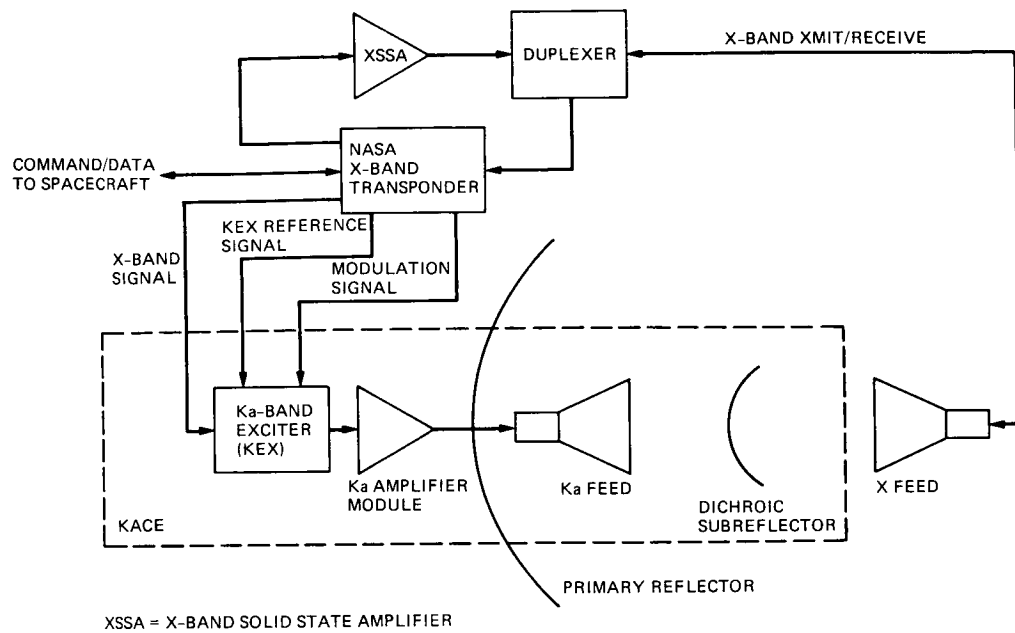 XSSA
DUPLEXER
X-BAND XMIT/RECEIVE
NASA
X-BAND
TRANSPONDER
COMMAND/DATA
TO SPACECRAFT
KEX REFERENCE
SIGNAL
X-BAND
SIGNAL
MODULATION
SIGNAL
Ka-BAND
EXCITER
(KEX)
Ka AMPLIFIER
MODULE
Ka FEED
DICHROIC
SUBREFLECTOR
X FEED
KACE
PRIMARY REFLECTOR
XSSA = X-BAND SOLID STATE AMPLIFIER